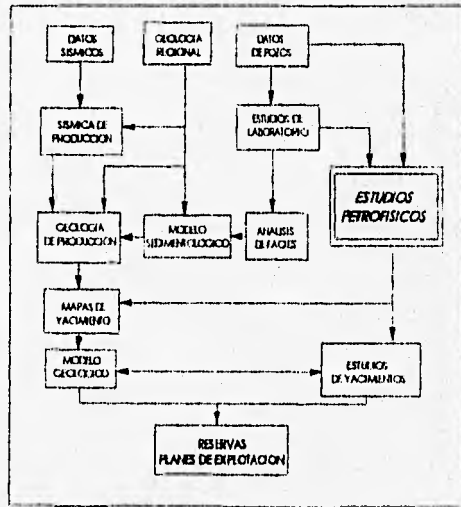 DATOS
SISMICOS
GEOLOGIA
REGIONAL
DATOS
DE POZOS
SISMICA DE
PRODUCCION
ESTUDIOS DE
LABORATORIO
ESTUDIOS
PETROFISICOS
GEOLOGIA
DE PRODUCCION
MODELO
SEDIMENTOLOGICO
ANALISIS
DE FACIES
MAPAS DE
YACIMIENTO
MODELO
GEOLOGICO
ESTUDIOS
DE YACIMIENTOS
RESERVAS
PLANES DE EXPLOTACION